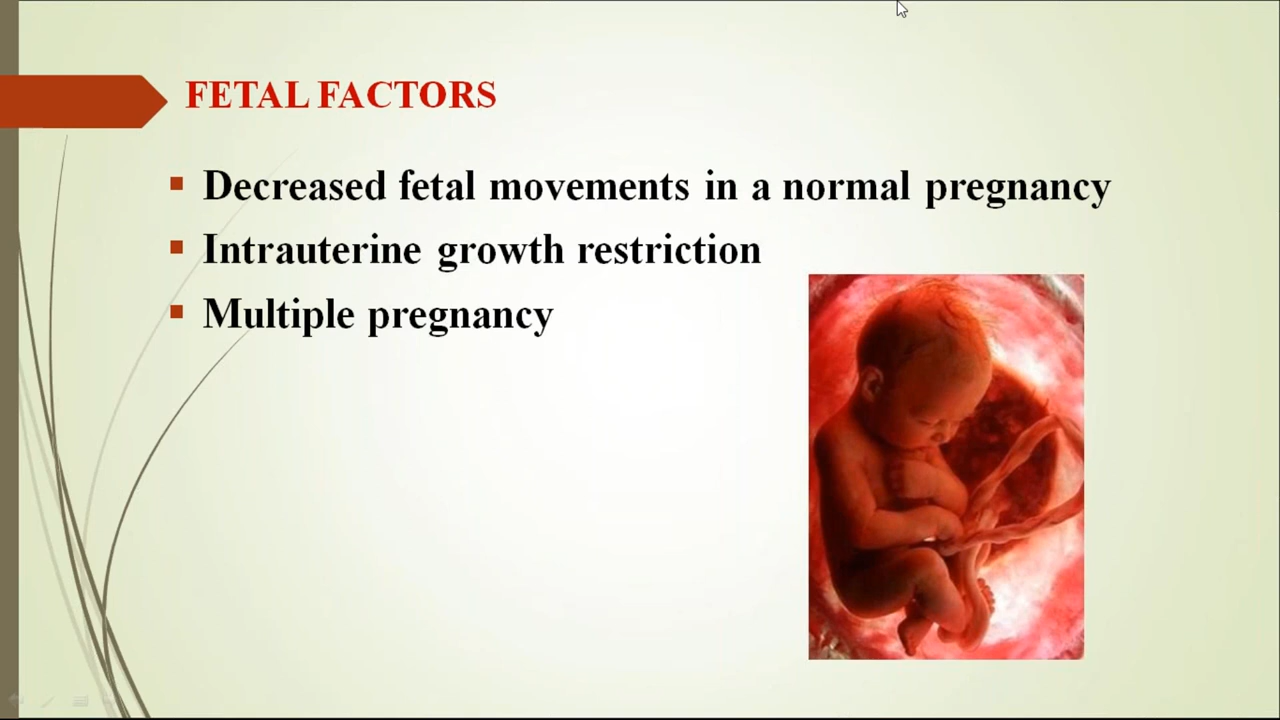 FETAL FACTORS
Decreased fetal movements in a normal pregnancy
Intrauterine growth restriction
Multiple pregnancy